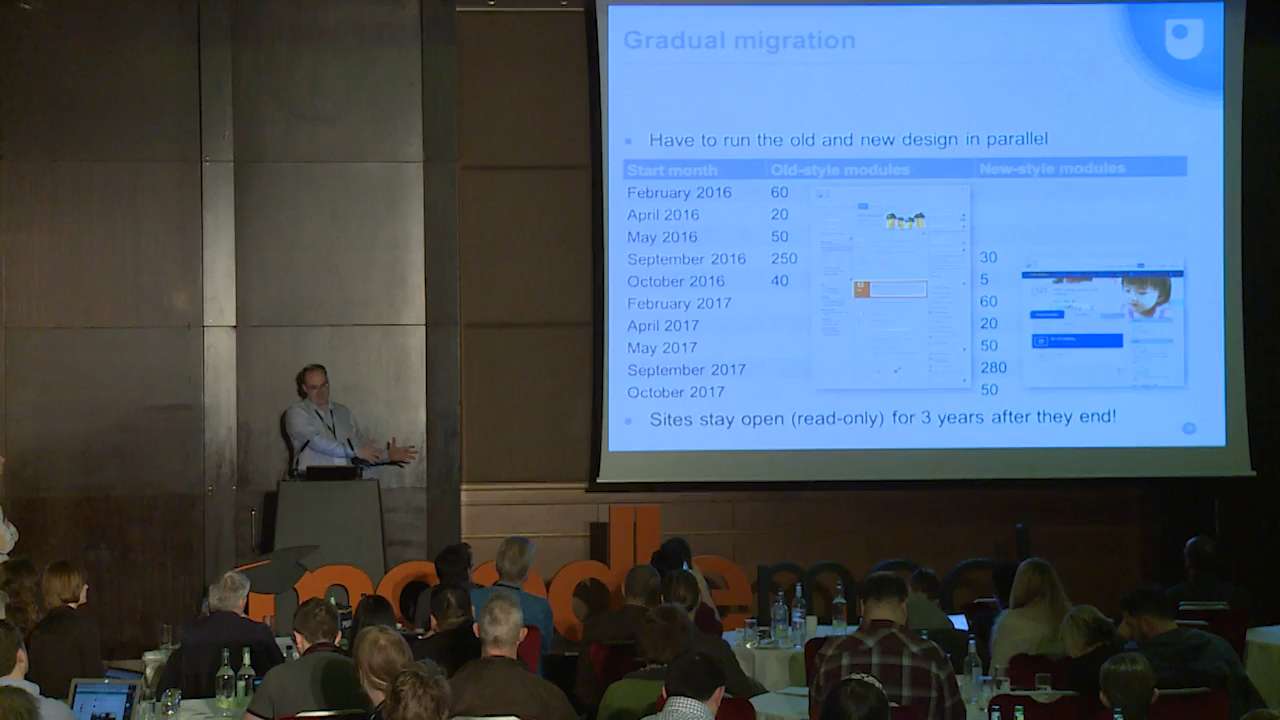 Gradual migration
Have to run the old and new design in parallel
Start month Old-style modules New-style modules
February 2016 60
April 2016 20
May 2016 50
September 2016 250 30
October 2016 40 5
February 2017 60
April 2017 20
May 2017 50
September 2017 280
October 2017 50
Sites stay open (read-only) for 3 years after they end!
moodlemoot